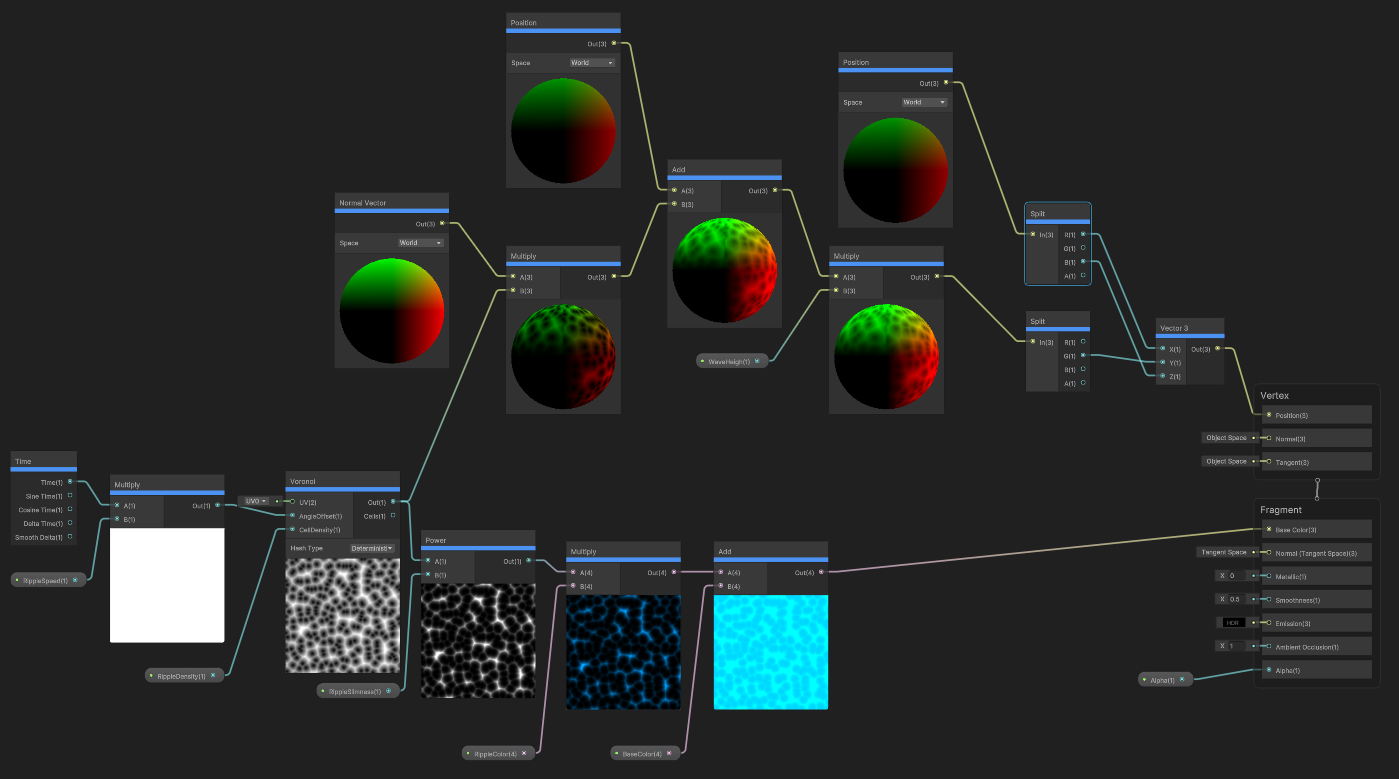 Position
Out(3)
Space World
Position
Out(3)
Space World
Add
A(3) Out(3)
B(3)
Normal Vector
Out(3)
Space World
Multiply
A(3) Out(3)
B(3)
Multiply
A(3) Out(3)
B(3)
WaveHeigh(1)
Split
In(3) R(1)
G(1)
B(1)
A(1)
Split
In(3) R(1)
G(1)
B(1)
A(1)
Vector 3
X(1) Out(3)
Y(1)
Z(1)
Vertex
Position(3)
Object Space Normal(3)
Object Space Tangent(3)
Time
Time(1)
Sine Time(1)
Cosine Time(1)
Delta Time(1)
Smooth Delta(1)
RippleSpeed(1)
Multiply
A(1) Out(1)
B(1)
RippleDensity(1)
Voronoi
UV0 UV(2) Out(1)
AngleOffset(1) Cells(1)
CellDensity(1)
Hash Type Deterministi
RippleSlimness(1)
Power
A(1) Out(1)
B(1)
Multiply
A(4) Out(4)
B(4)
RippleColor(4)
Add
A(4) Out(4)
B(4)
BaseColor(4)
Fragment
Base Color(3)
Tangent Space Normal (Tangent Space)(3)
X 0 Metallic(1)
X 0.5 Smoothness(1)
HDR Emission(3)
X 1 Ambient Occlusion(1)
Alpha(1) Alpha(1)